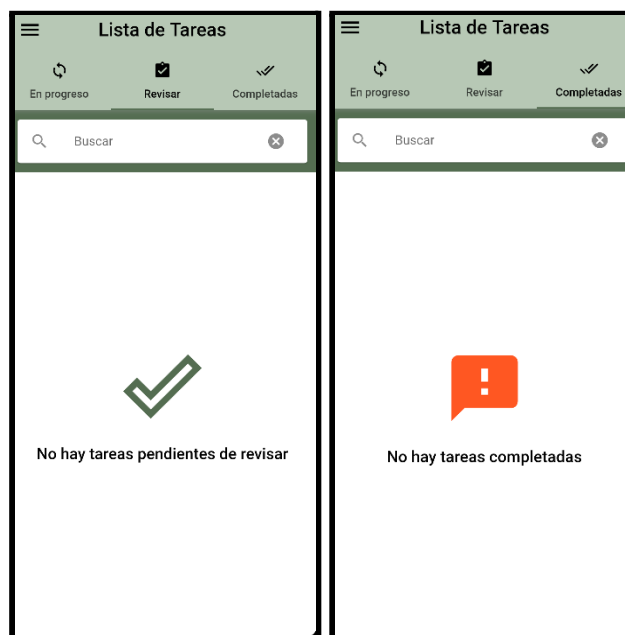 Lista de Tareas
En progreso
Revisar
Completadas
Buscar
No hay tareas pendientes de revisar
Lista de Tareas
En progreso
Revisar
Completadas
Buscar
No hay tareas completadas